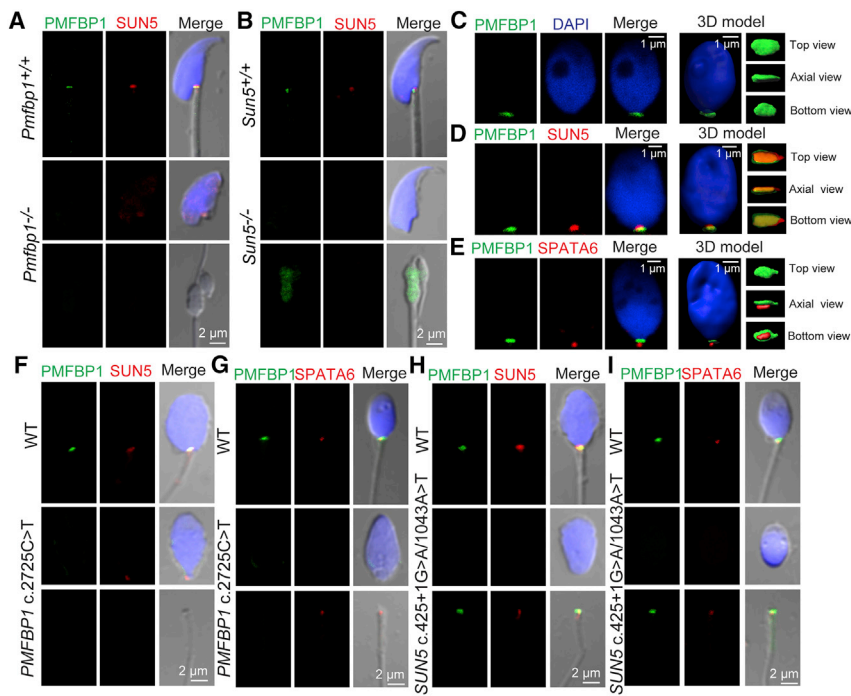 A PMFBP1 SUN5 Merge
Pmfbp1+/+
Pmfbp1-/-
2 µm
B PMFBP1 SUN5 Merge
Sun5+/+
Sun5-/-
2 µm
C PMFBP1 DAPI Merge 3D model
1 µm
1 µm
Top view
Axial view
Bottom view
D PMFBP1 SUN5 Merge 3D model
1 µm
1 µm
Top view
Axial view
Bottom view
E PMFBP1 SPATA6 Merge 3D model
1 µm
1 µm
Top view
Axial view
Bottom view
F PMFBP1 SUN5 Merge
WT
PMFBP1 c.2725C>T
2 µm
G PMFBP1 SPATA6 Merge
WT
PMFBP1 c.2725C>T
2 µm
H PMFBP1 SUN5 Merge
WT
SUN5 c.425+1G>A/1043A>T
2 µm
I PMFBP1 SPATA6 Merge
WT
SUN5 c.425+1G>A/1043A>T
2 µm